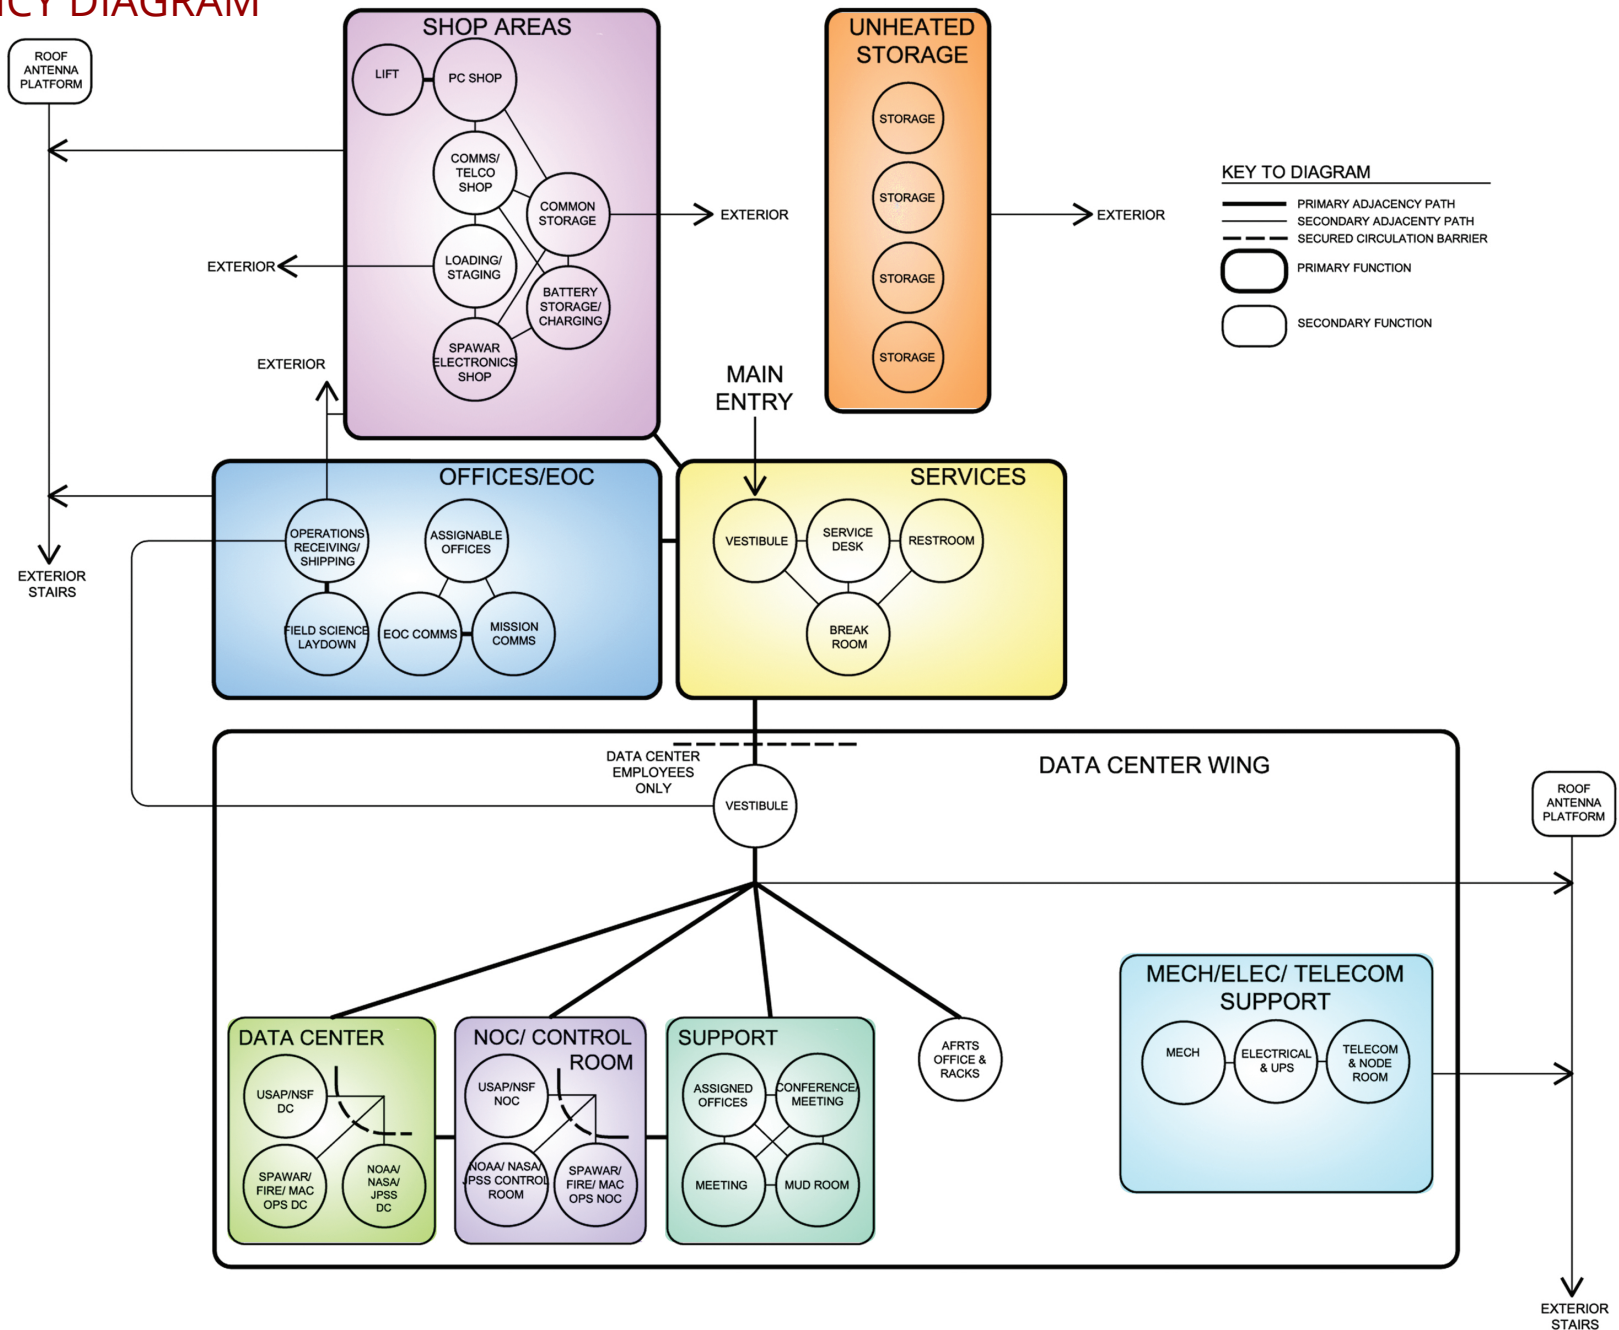 NCY DIAGRAM
ROOF
ANTENNA
PLATFORM
EXTERIOR
STAIRS
SHOP AREAS
LIFT
PC SHOP
COMMS/
TELCO
SHOP
COMMON
STORAGE
LOADING/
STAGING
BATTERY
STORAGE/
CHARGING
SPAWAR
ELECTRONICS
SHOP
EXTERIOR
EXTERIOR
EXTERIOR
UNHEATED
STORAGE
STORAGE
STORAGE
STORAGE
STORAGE
EXTERIOR
KEY TO DIAGRAM
PRIMARY ADJACENTY PATH
SECONDARY ADJACENTY PATH
SECURED CIRCULATION BARRIER
PRIMARY FUNCTION
SECONDARY FUNCTION
MAIN
ENTRY
OFFICES/EOC
OPERATIONS
RECEIVING/
SHIPPING
ASSIGNABLE
OFFICES
FIELD SCIENCE
LAYDOWN
EOC COMMS
MISSION
COMMS
SERVICES
VESTIBULE
SERVICE
DESK
RESTROOM
BREAK
ROOM
DATA CENTER
EMPLOYEES
ONLY
DATA CENTER WING
VESTIBULE
ROOF
ANTENNA
PLATFORM
DATA CENTER
USAP/NSF
DC
SPAWAR/
FIRE/ MAC
OPS DC
NOAA/
NASA/
JPSS
DC
NOC/ CONTROL
ROOM
USAP/NSF
NOC
NOAA/ NASA/
JPSS CONTROL
ROOM
SPAWAR/
FIRE/ MAC
OPS NOC
SUPPORT
ASSIGNED
OFFICES
CONFERENCE/
MEETING
MEETING
MUD ROOM
AFRTS
OFFICE &
RACKS
MECH/ELEC/ TELECOM
SUPPORT
MECH
ELECTRICAL
& UPS
TELECOM
& NODE
ROOM
EXTERIOR
STAIRS